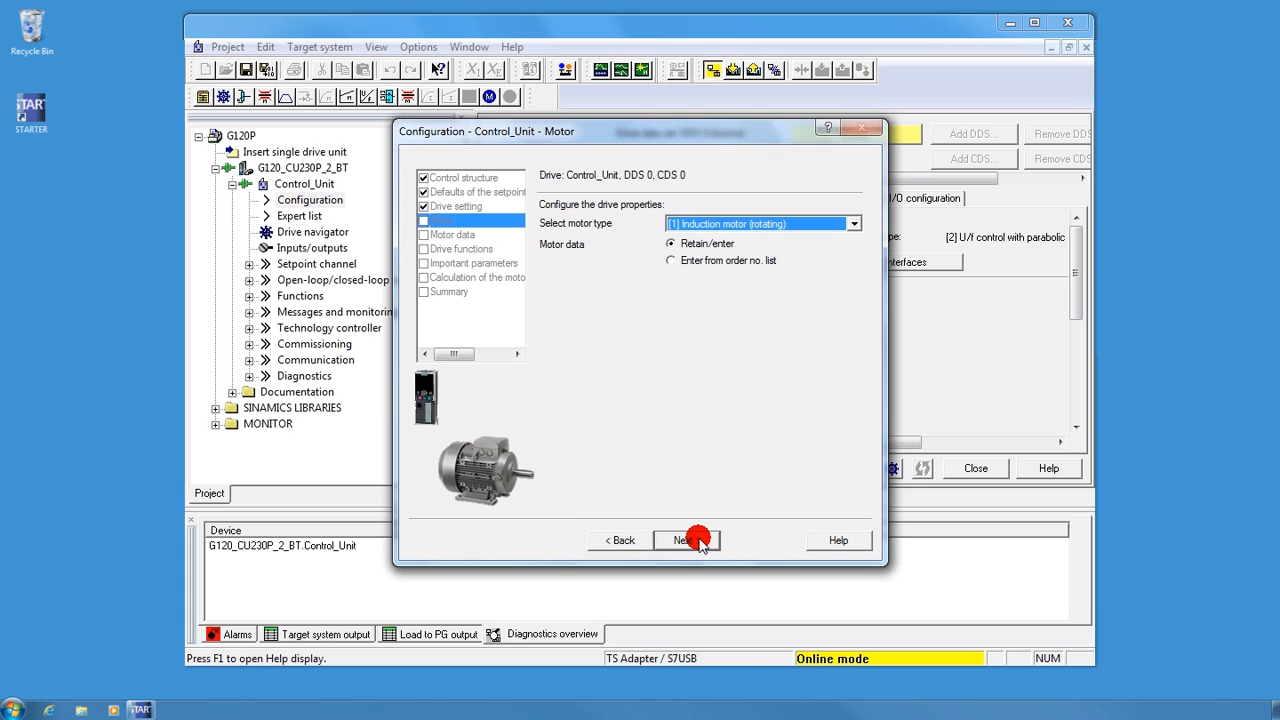 Recycle Bin
STARTER
Project Edit Target system View Options Window Help
G120P
Insert single drive unit
G120_CU230P_2_BT
Control_Unit
Configuration
Expert list
Drive navigator
Inputs/outputs
Setpoint channel
Open-loop/closed-loop
Functions
Messages and monitorin
Technology controller
Commissioning
Communication
Diagnostics
Documentation
SINAMICS LIBRARIES
MONITOR
Project
Add DDS... Remove DD
Add CDS... Remove CD
I/O configuration
[2] U/f control with parabolic
nterfaces
Close Help
Configuration - Control_Unit - Motor
Control structure
Defaults of the setpoint
Drive setting
Motor data
Drive functions
Important parameters
Calculation of the moto
Summary
Drive: Control_Unit, DDS 0, CDS 0
Configure the drive properties:
Select motor type [1] Induction motor (rotating)
Motor data Retain/enter
Enter from order no. list
< Back Next Help
Device
G120_CU230P_2_BT.Control_Unit
Alarms Target system output Load to PG output Diagnostics overview
Press F1 to open Help display. TS Adapter / S7USB Online mode NUM